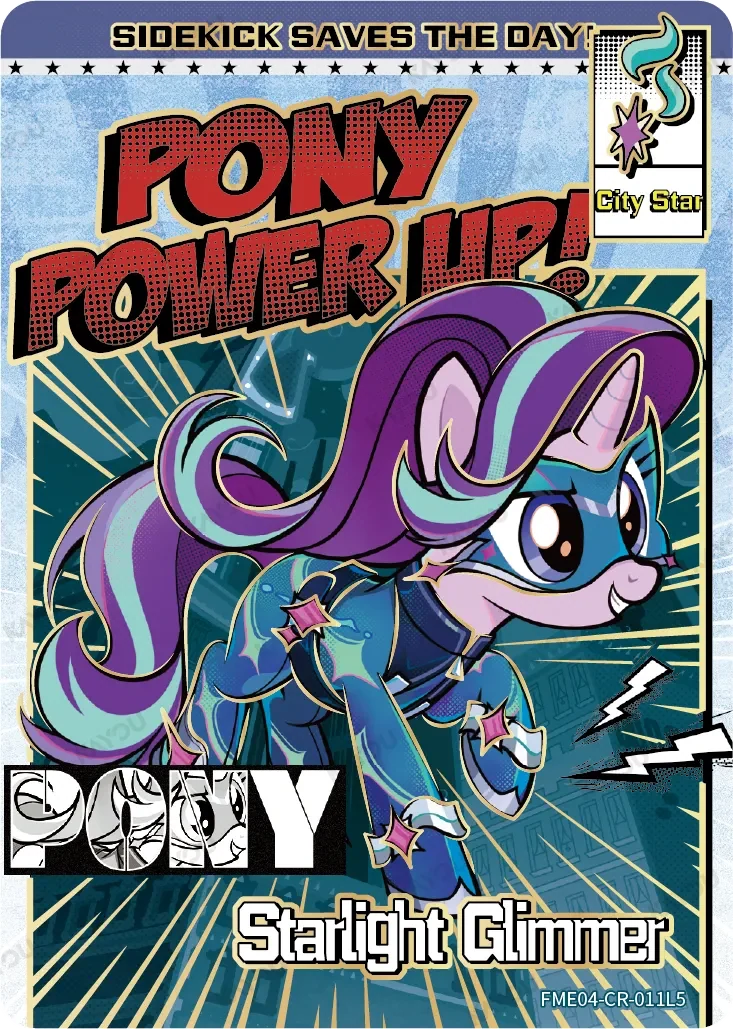 SIDEKICK SAVES THE DAY!
City Star
PONY
POWER UP!
PONY
Starlight Glimmer
FME04-CR-011L5